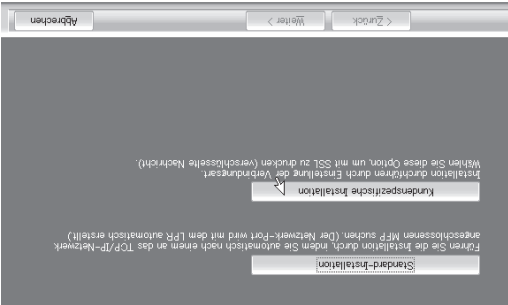 Standard-Installation
Führen Sie die Installation durch, indem Sie automatisch nach einem an das TCP/IP-Netzwerk
angeschlossenen MFP suchen. (Der Netzwerk-Port wird mit dem LPR automatisch erstellt.)
Kundenspezifische Installation
Installation durchführen durch Einstellung der Verbindungsart.
Wählen Sie diese Option, um mit SSL zu drucken (verschlüsselte Nachricht).
< Zurück
Weiter >
Abbrechen